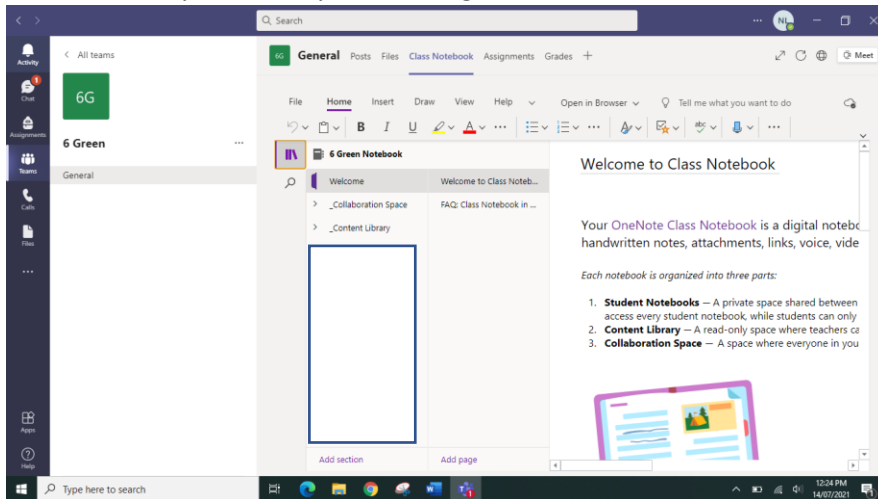 Search
NL
Activity
Chat
1
Assignments
Teams
Calls
Files
Apps
Help
All teams
6G
6 Green
General
6G General Posts Files Class Notebook Assignments Grades
Meet
File Home Insert Draw View Help Open in Browser Tell me what you want to do
B I U A abc
6 Green Notebook
Welcome
_Collaboration Space
_Content Library
Add section
Welcome to Class Noteb...
FAQ: Class Notebook in ...
Add page
Welcome to Class Notebook
Your OneNote Class Notebook is a digital notebo
handwritten notes, attachments, links, voice, vide
Each notebook is organized into three parts:
1. Student Notebooks — A private space shared between
access every student notebook, while students can only
2. Content Library — A read-only space where teachers ca
3. Collaboration Space — A space where everyone in you
Type here to search
12:24 PM
14/07/2021